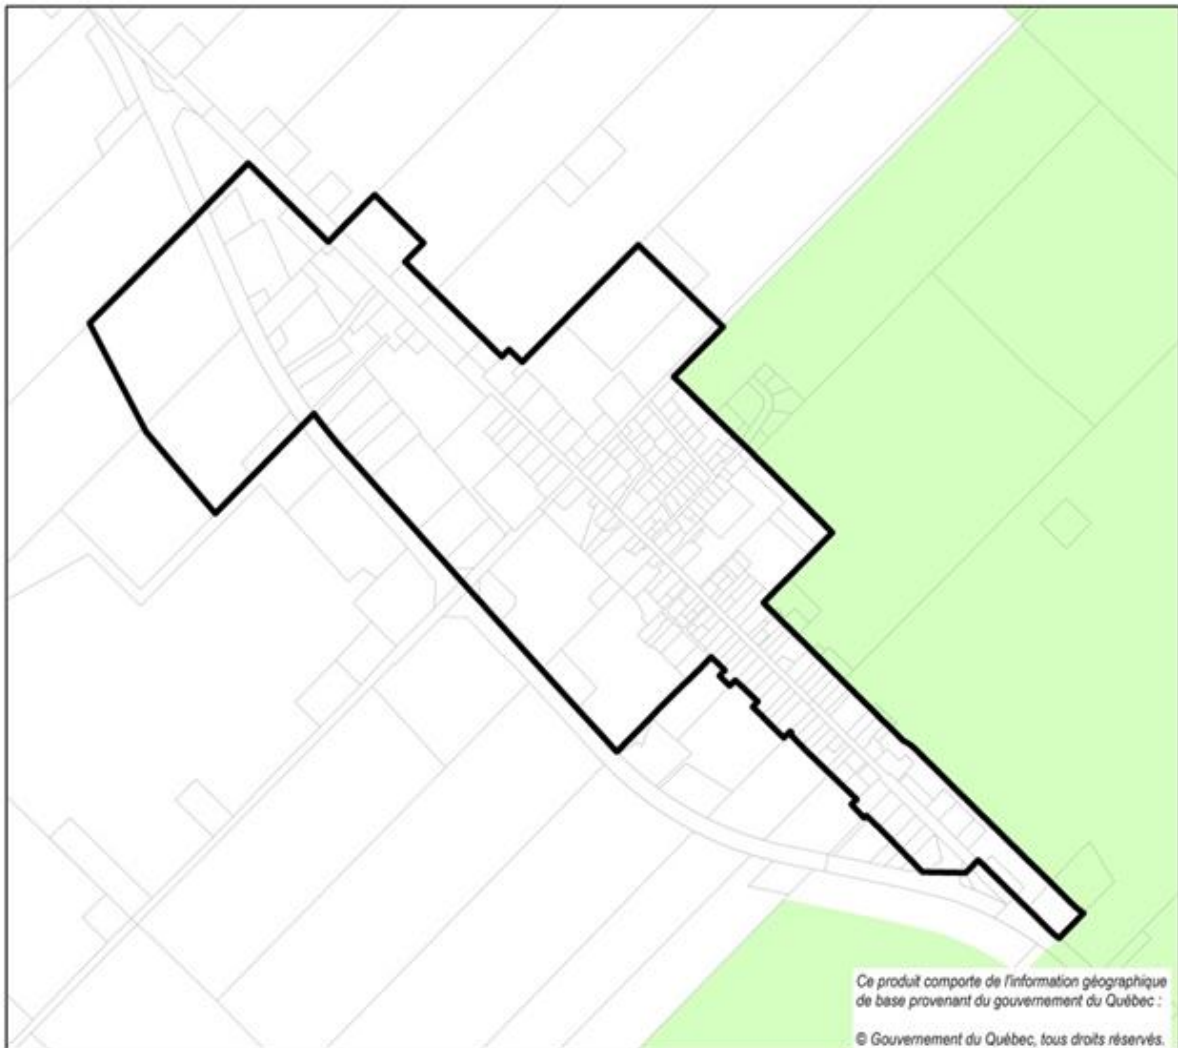 Ce produit comporte de l'information géographique
de base provenant du gouvernement du Québec :
© Gouvernement du Québec, tous droits réservés.